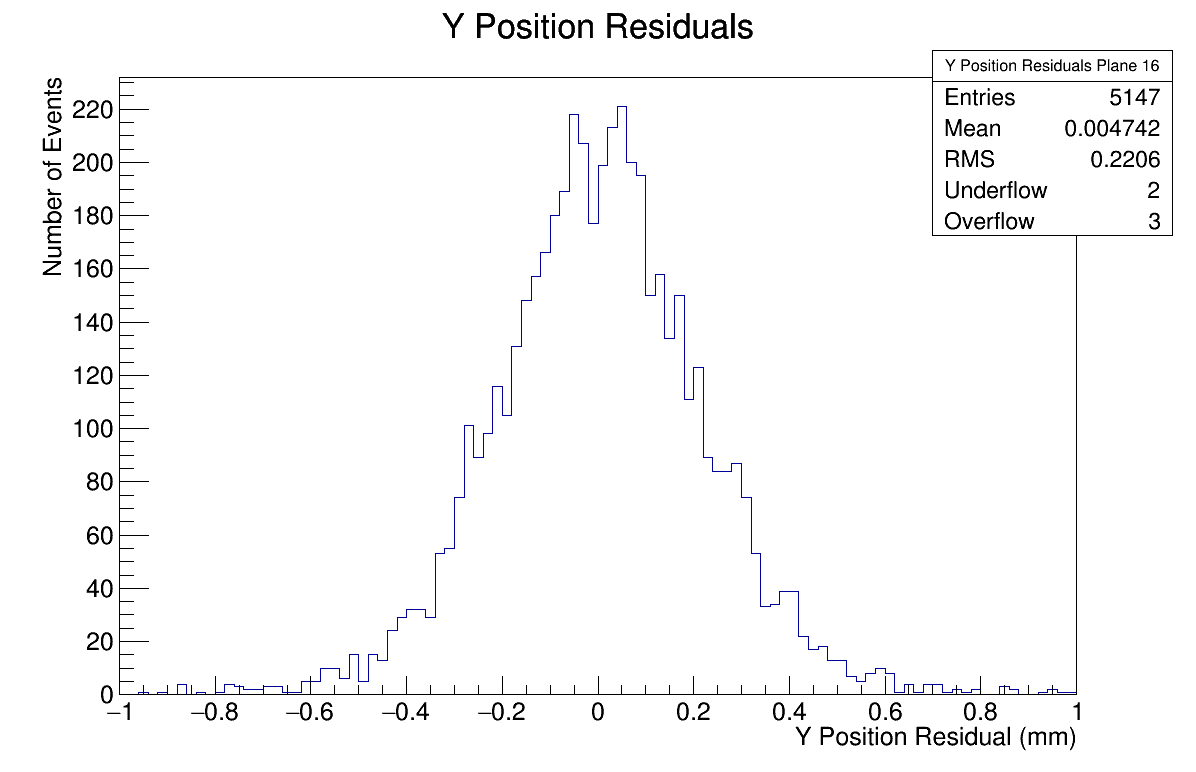 Y Position Residuals
Y Position Residuals Plane 16
Entries 5147
Mean 0.004742
RMS 0.2206
Underflow 2
Overflow 3
Number of Events
220
200
180
160
140
120
100
80
60
40
20
0
−1 −0.8 −0.6 −0.4 −0.2 0 0.2 0.4 0.6 0.8 1
Y Position Residual (mm)